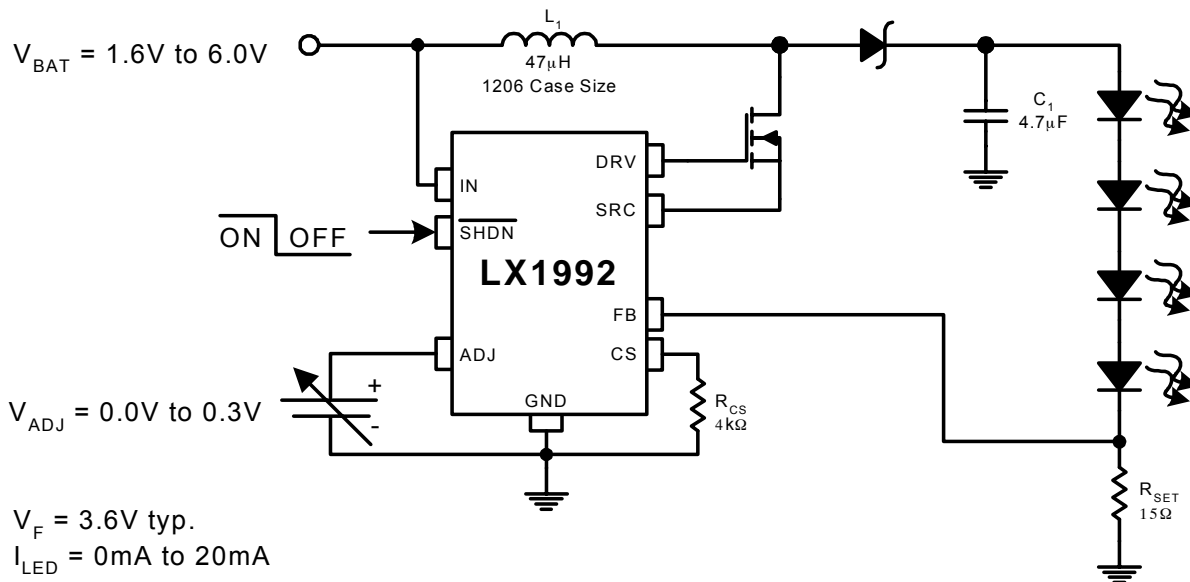 L₁
V_BAT = 1.6V to 6.0V
47µH
1206 Case Size
C₁
4.7µF
DRV
IN
SRC
ON OFF
SHDN
LX1992
FB
ADJ
CS
+
GND
R_CS
4kΩ
V_ADJ = 0.0V to 0.3V
-
R_SET
15Ω
V_F = 3.6V typ.
I_LED = 0mA to 20mA